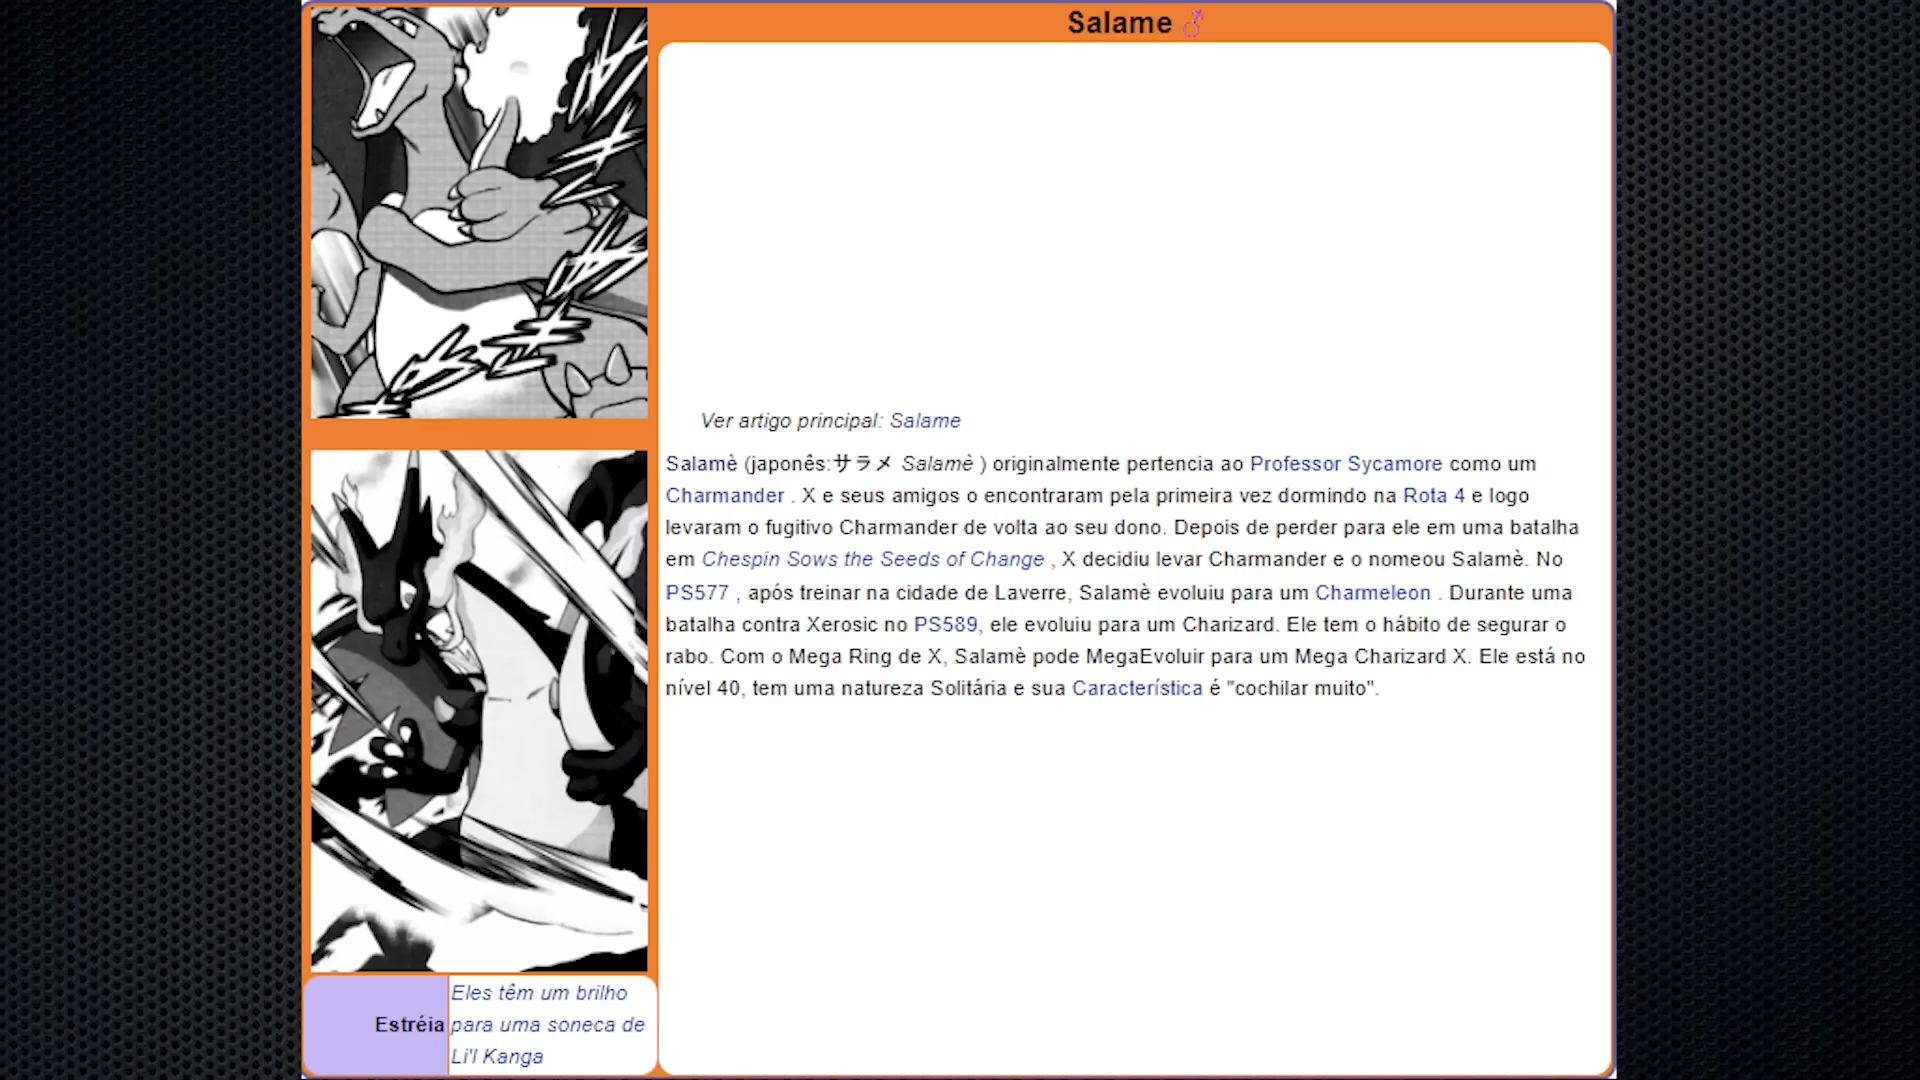 Salame ♂
Ver artigo principal: Salame
Salamè (japonês:サラメ Salamè ) originalmente pertencia ao Professor Sycamore como um
Charmander . X e seus amigos o encontraram pela primeira vez dormindo na Rota 4 e logo
levaram o fugitivo Charmander de volta ao seu dono. Depois de perder para ele em uma batalha
em Chespin Sows the Seeds of Change , X decidiu levar Charmander e o nomeou Salamè. No
PS577 , após treinar na cidade de Laverre, Salamè evoluiu para um Charmeleon . Durante uma
batalha contra Xerosic no PS589, ele evoluiu para um Charizard. Ele tem o hábito de segurar o
rabo. Com o Mega Ring de X, Salamè pode MegaEvoluir para um Mega Charizard X. Ele está no
nível 40, tem uma natureza Solitária e sua Característica é "cochilar muito".
Estréia
Eles têm um brilho
para uma soneca de
Li'l Kanga